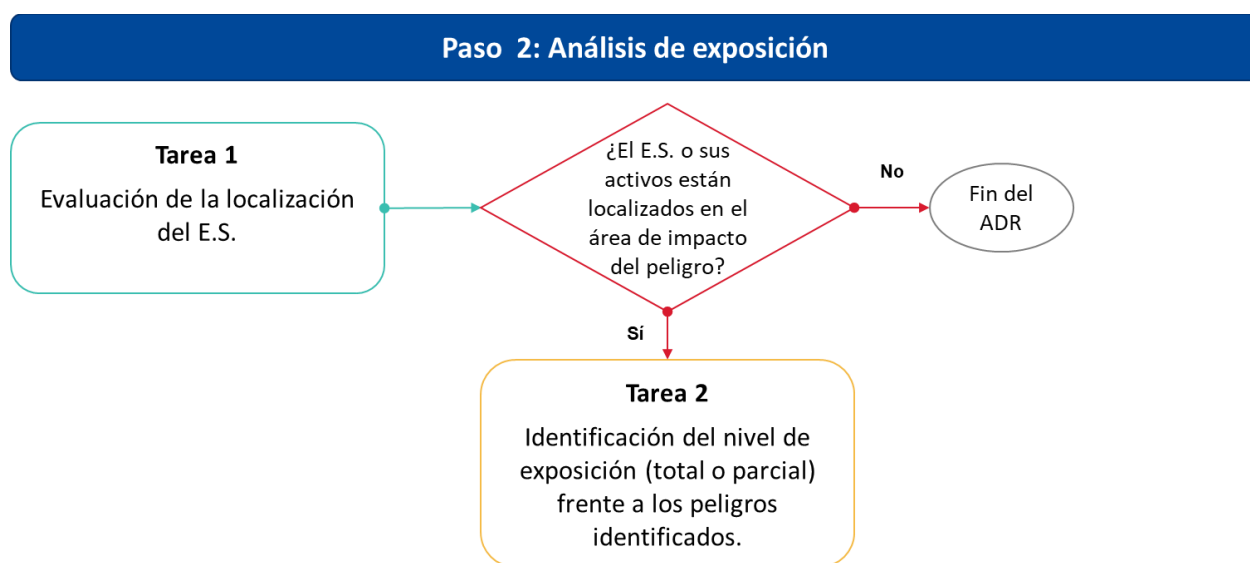 Paso 2: Análisis de exposición
Tarea 1
Evaluación de la localización
del E.S.
¿El E.S. o sus
activos están
localizados en el
área de impacto
del peligro?
No
Fin del
ADR
Sí
Tarea 2
Identificación del nivel de
exposición (total o parcial)
frente a los peligros
identificados.